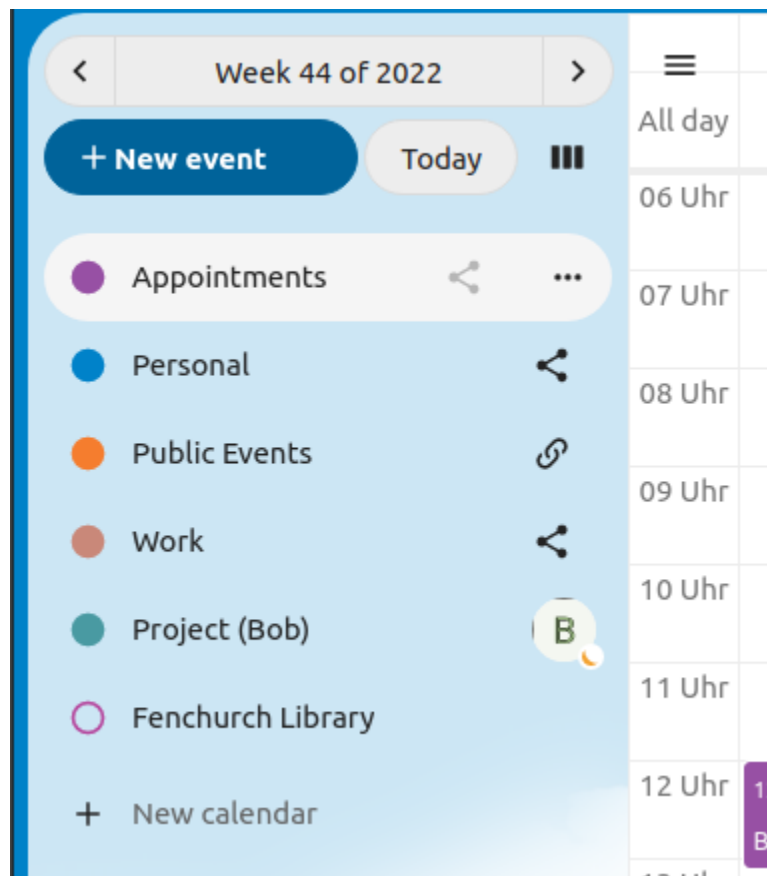 Week 44 of 2022
+ New event
Today
All day
06 Uhr
Appointments
07 Uhr
Personal
08 Uhr
Public Events
09 Uhr
Work
10 Uhr
Project (Bob)
B
11 Uhr
Fenchurch Library
12 Uhr
1
+ New calendar
B